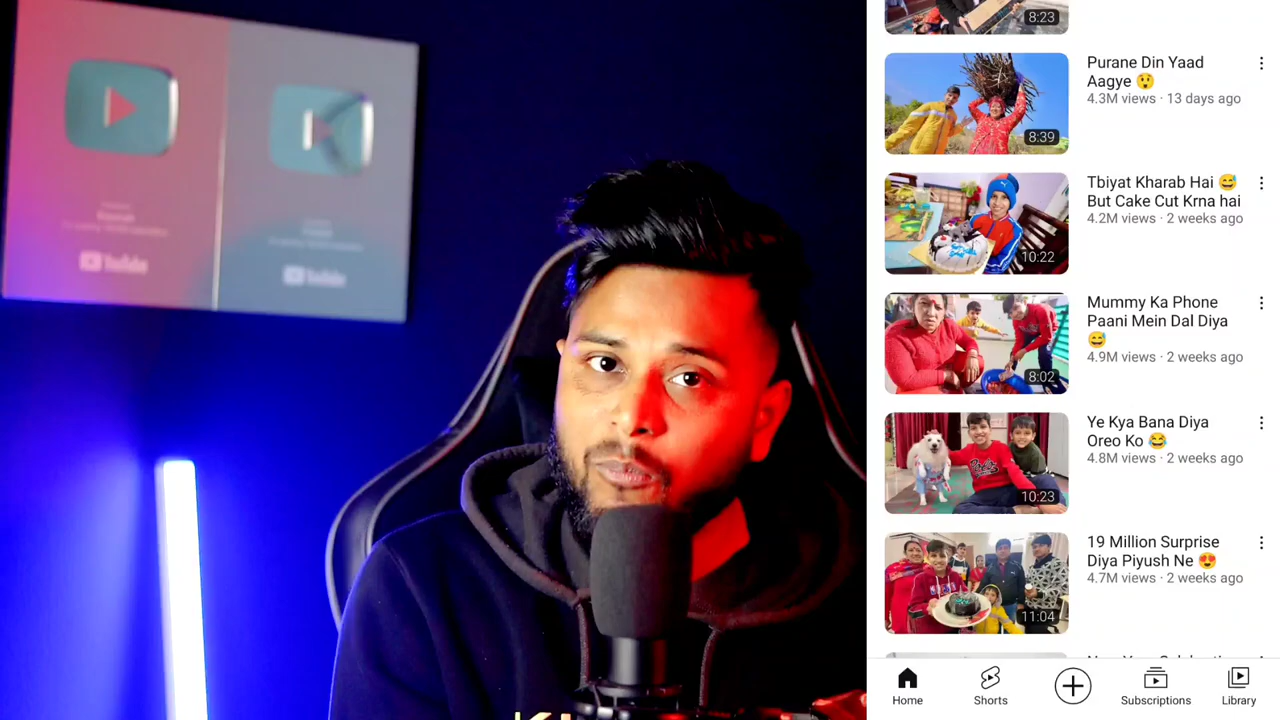 YouTube
YouTube
8:23
Purane Din Yaad
Aagye 😲
4.3M views · 13 days ago
8:39
Tbiyat Kharab Hai 😅
But Cake Cut Krna hai
4.2M views · 2 weeks ago
10:22
Mummy Ka Phone
Paani Mein Dal Diya
😅
4.9M views · 2 weeks ago
8:02
Ye Kya Bana Diya
Oreo Ko 😂
4.8M views · 2 weeks ago
10:23
19 Million Surprise
Diya Piyush Ne 😍
4.7M views · 2 weeks ago
11:04
Home
Shorts
Subscriptions
Library